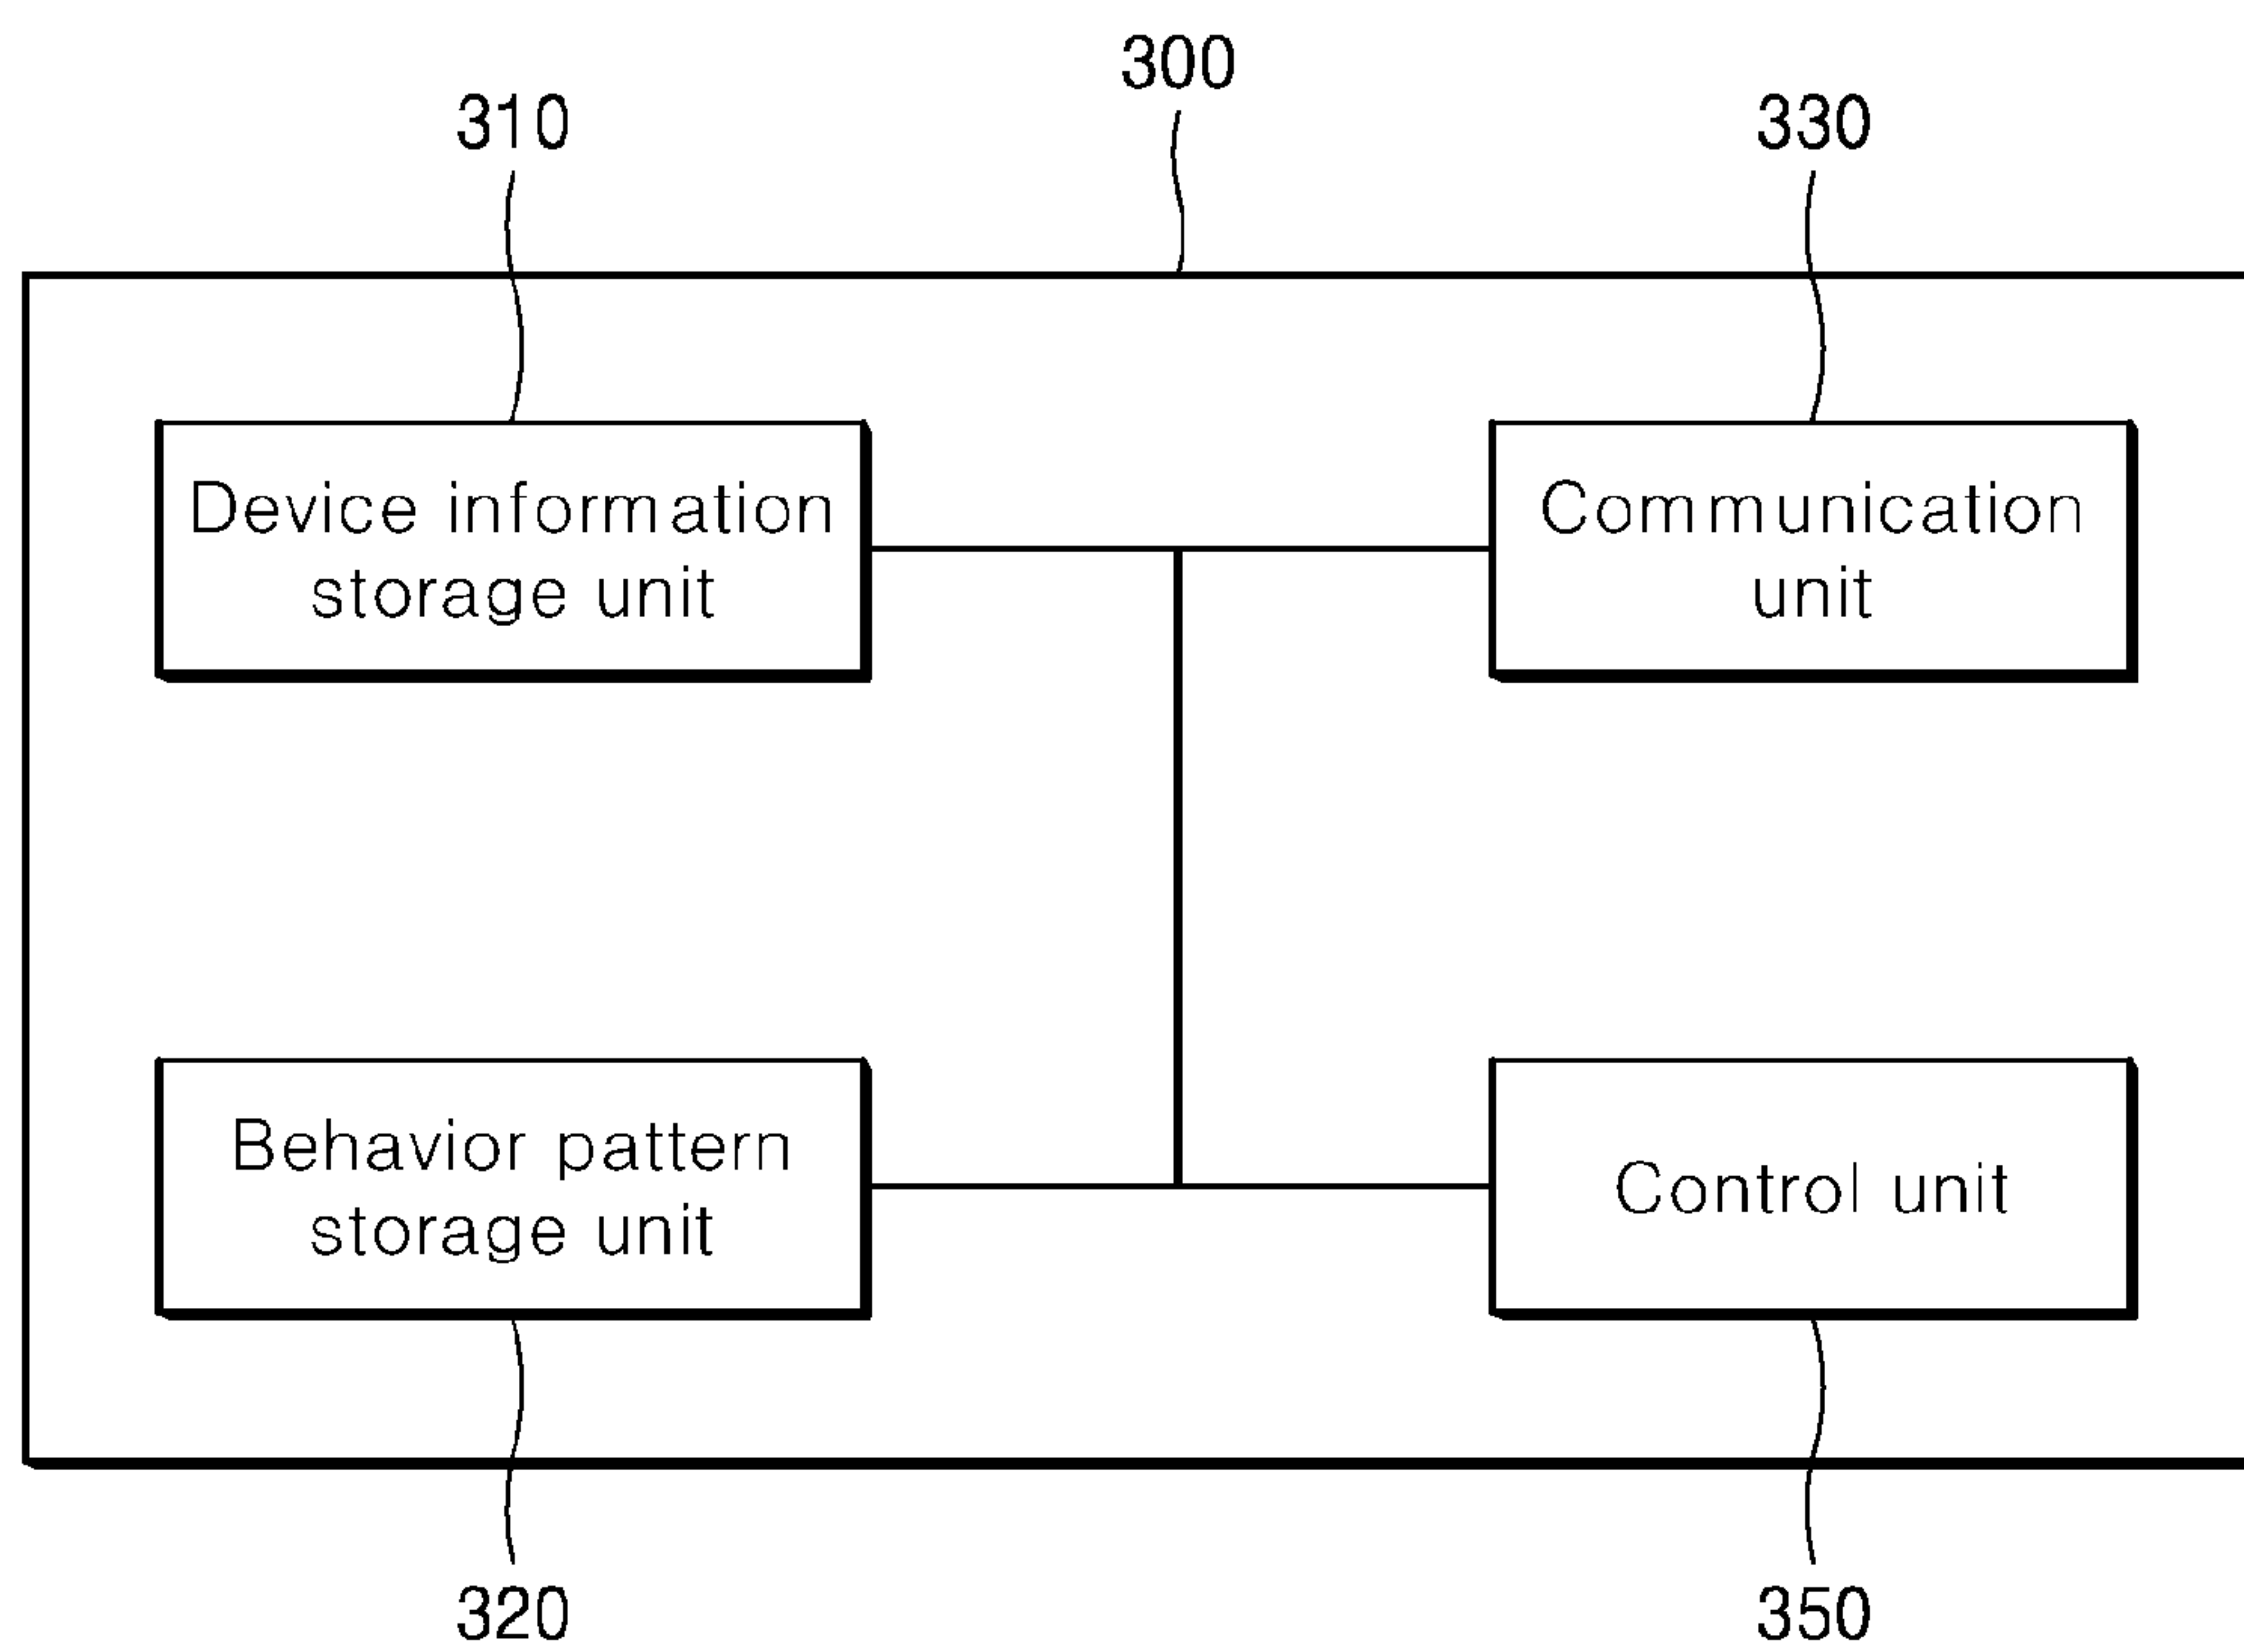 300
310
330
Device information
storage unit
Communication
unit
Behavior pattern
storage unit
Control unit
320
350